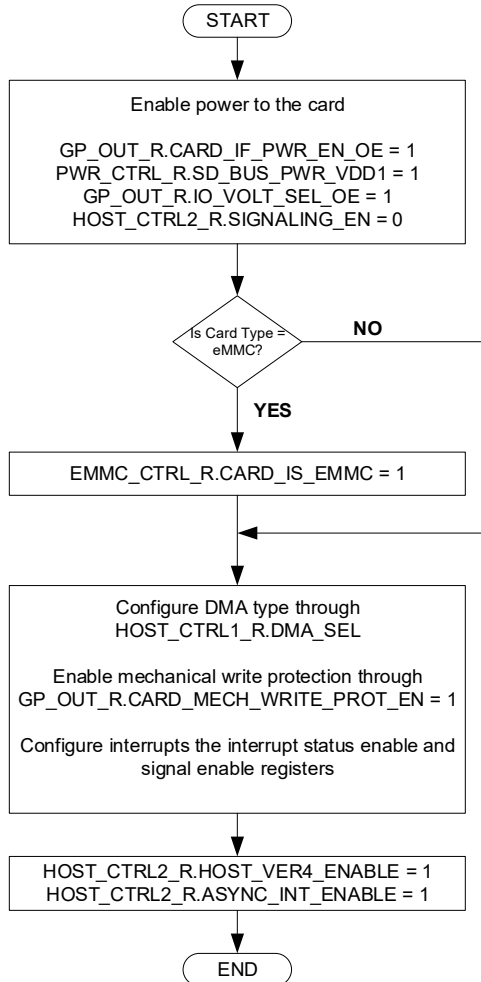 START
Enable power to the card
GP_OUT_R.CARD_IF_PWR_EN_OE = 1
PWR_CTRL_R.SD_BUS_PWR_VDD1 = 1
GP_OUT_R.IO_VOLT_SEL_OE = 1
HOST_CTRL2_R.SIGNALING_EN = 0
Is Card Type =
eMMC?
NO
YES
EMMC_CTRL_R.CARD_IS_EMMC = 1
Configure DMA type through
HOST_CTRL1_R.DMA_SEL
Enable mechanical write protection through
GP_OUT_R.CARD_MECH_WRITE_PROT_EN = 1
Configure interrupts the interrupt status enable and
signal enable registers
HOST_CTRL2_R.HOST_VER4_ENABLE = 1
HOST_CTRL2_R.ASYNC_INT_ENABLE = 1
END